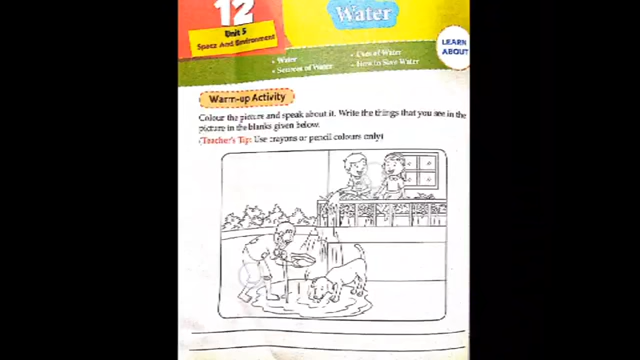 12
Unit 5
Space And Environment
Water
LEARN ABOUT
• Water
• Sources of Water
• Uses of Water
• How to Save Water
Warm-up Activity
Colour the picture and speak about it. Write the things that you see in the
picture in the blanks given below.
(Teacher's Tip: Use crayons or pencil colours only)